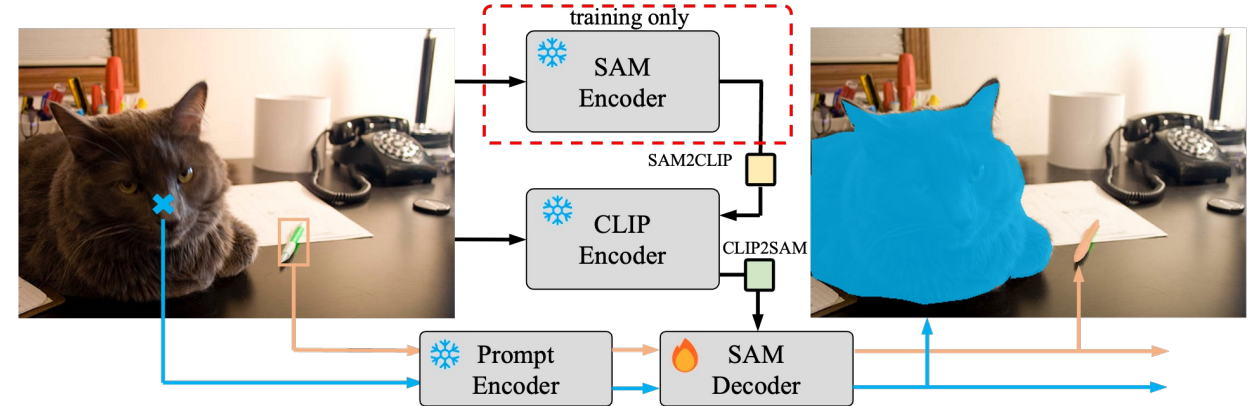 training only
SAM
Encoder
SAM2CLIP
CLIP
Encoder
CLIP2SAM
Prompt
Encoder
SAM
Decoder